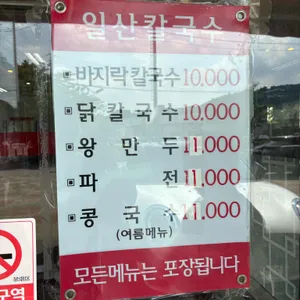 일산칼국수
바지락칼국수 10.000
닭칼국수 10.000
왕만두 11.000
파전 11.000
콩국수 11.000
(여름메뉴)
모든메뉴는 포장됩니다
구역